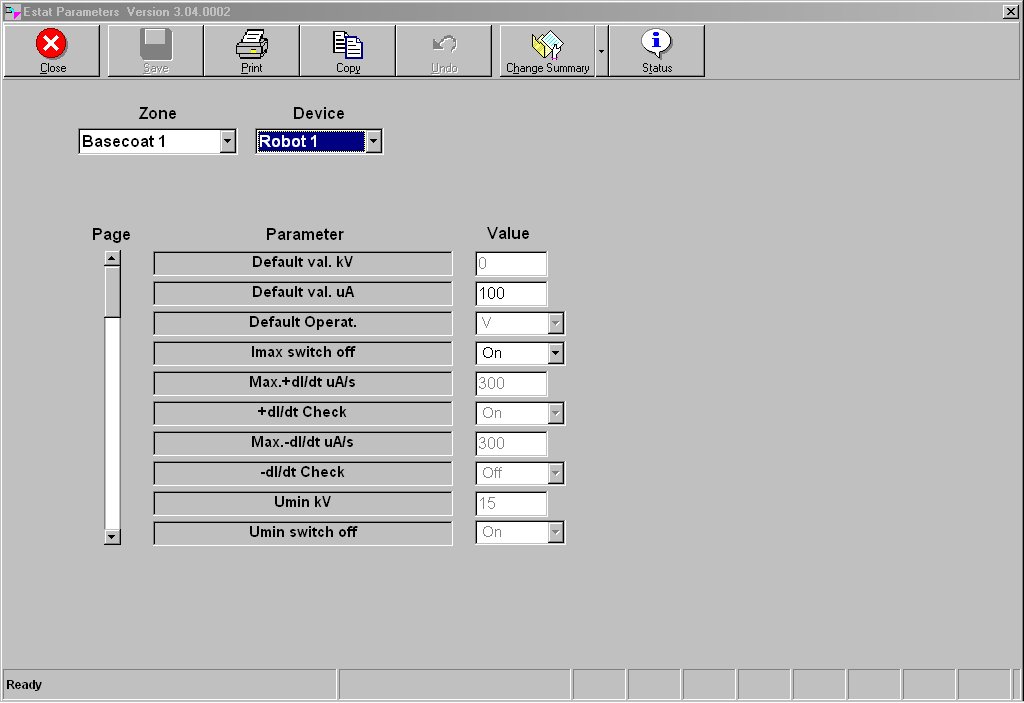 Estat Parameters Version 3.04.0002
Close Save Print Copy Undo Change Summary Status
Zone Device
Basecoat 1 Robot 1
Page Parameter Value
Default val. kV 0
Default val. uA 100
Default Operat. V
Imax switch off On
Max.+dI/dt uA/s 300
+dI/dt Check On
Max.-dI/dt uA/s 300
-dI/dt Check Off
Umin kV 15
Umin switch off On
Ready